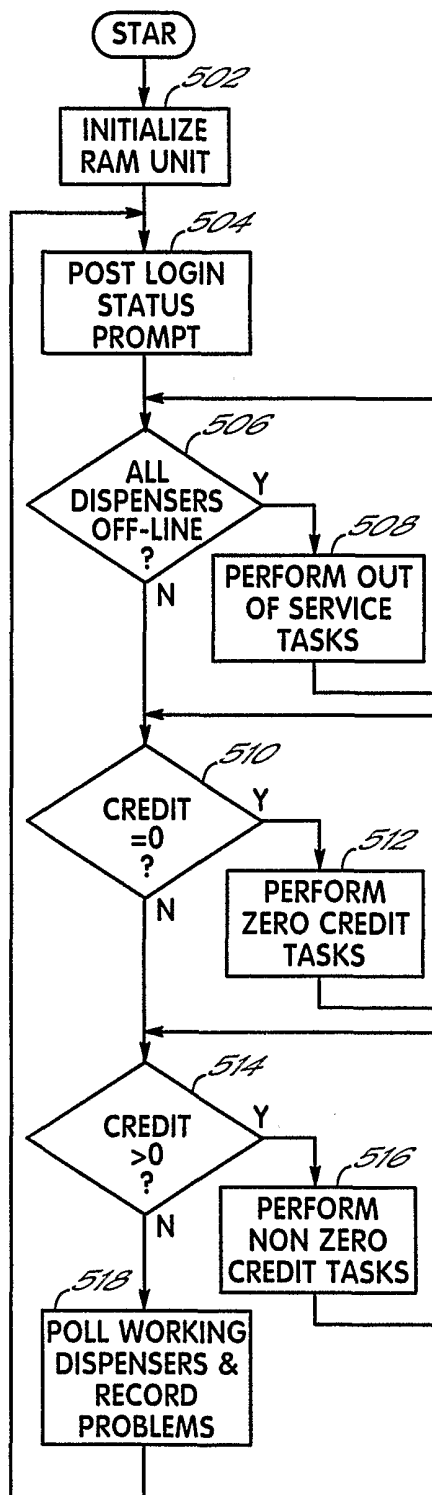 STAR
502
INITIALIZE
RAM UNIT
504
POST LOGIN
STATUS
PROMPT
506
ALL
DISPENSERS
OFF-LINE
?
Y
N
508
PERFORM OUT
OF SERVICE
TASKS
510
CREDIT
=0
?
Y
N
512
PERFORM
ZERO CREDIT
TASKS
514
CREDIT
>0
?
Y
N
516
PERFORM
NON ZERO
CREDIT TASKS
518
POLL WORKING
DISPENSERS &
RECORD
PROBLEMS